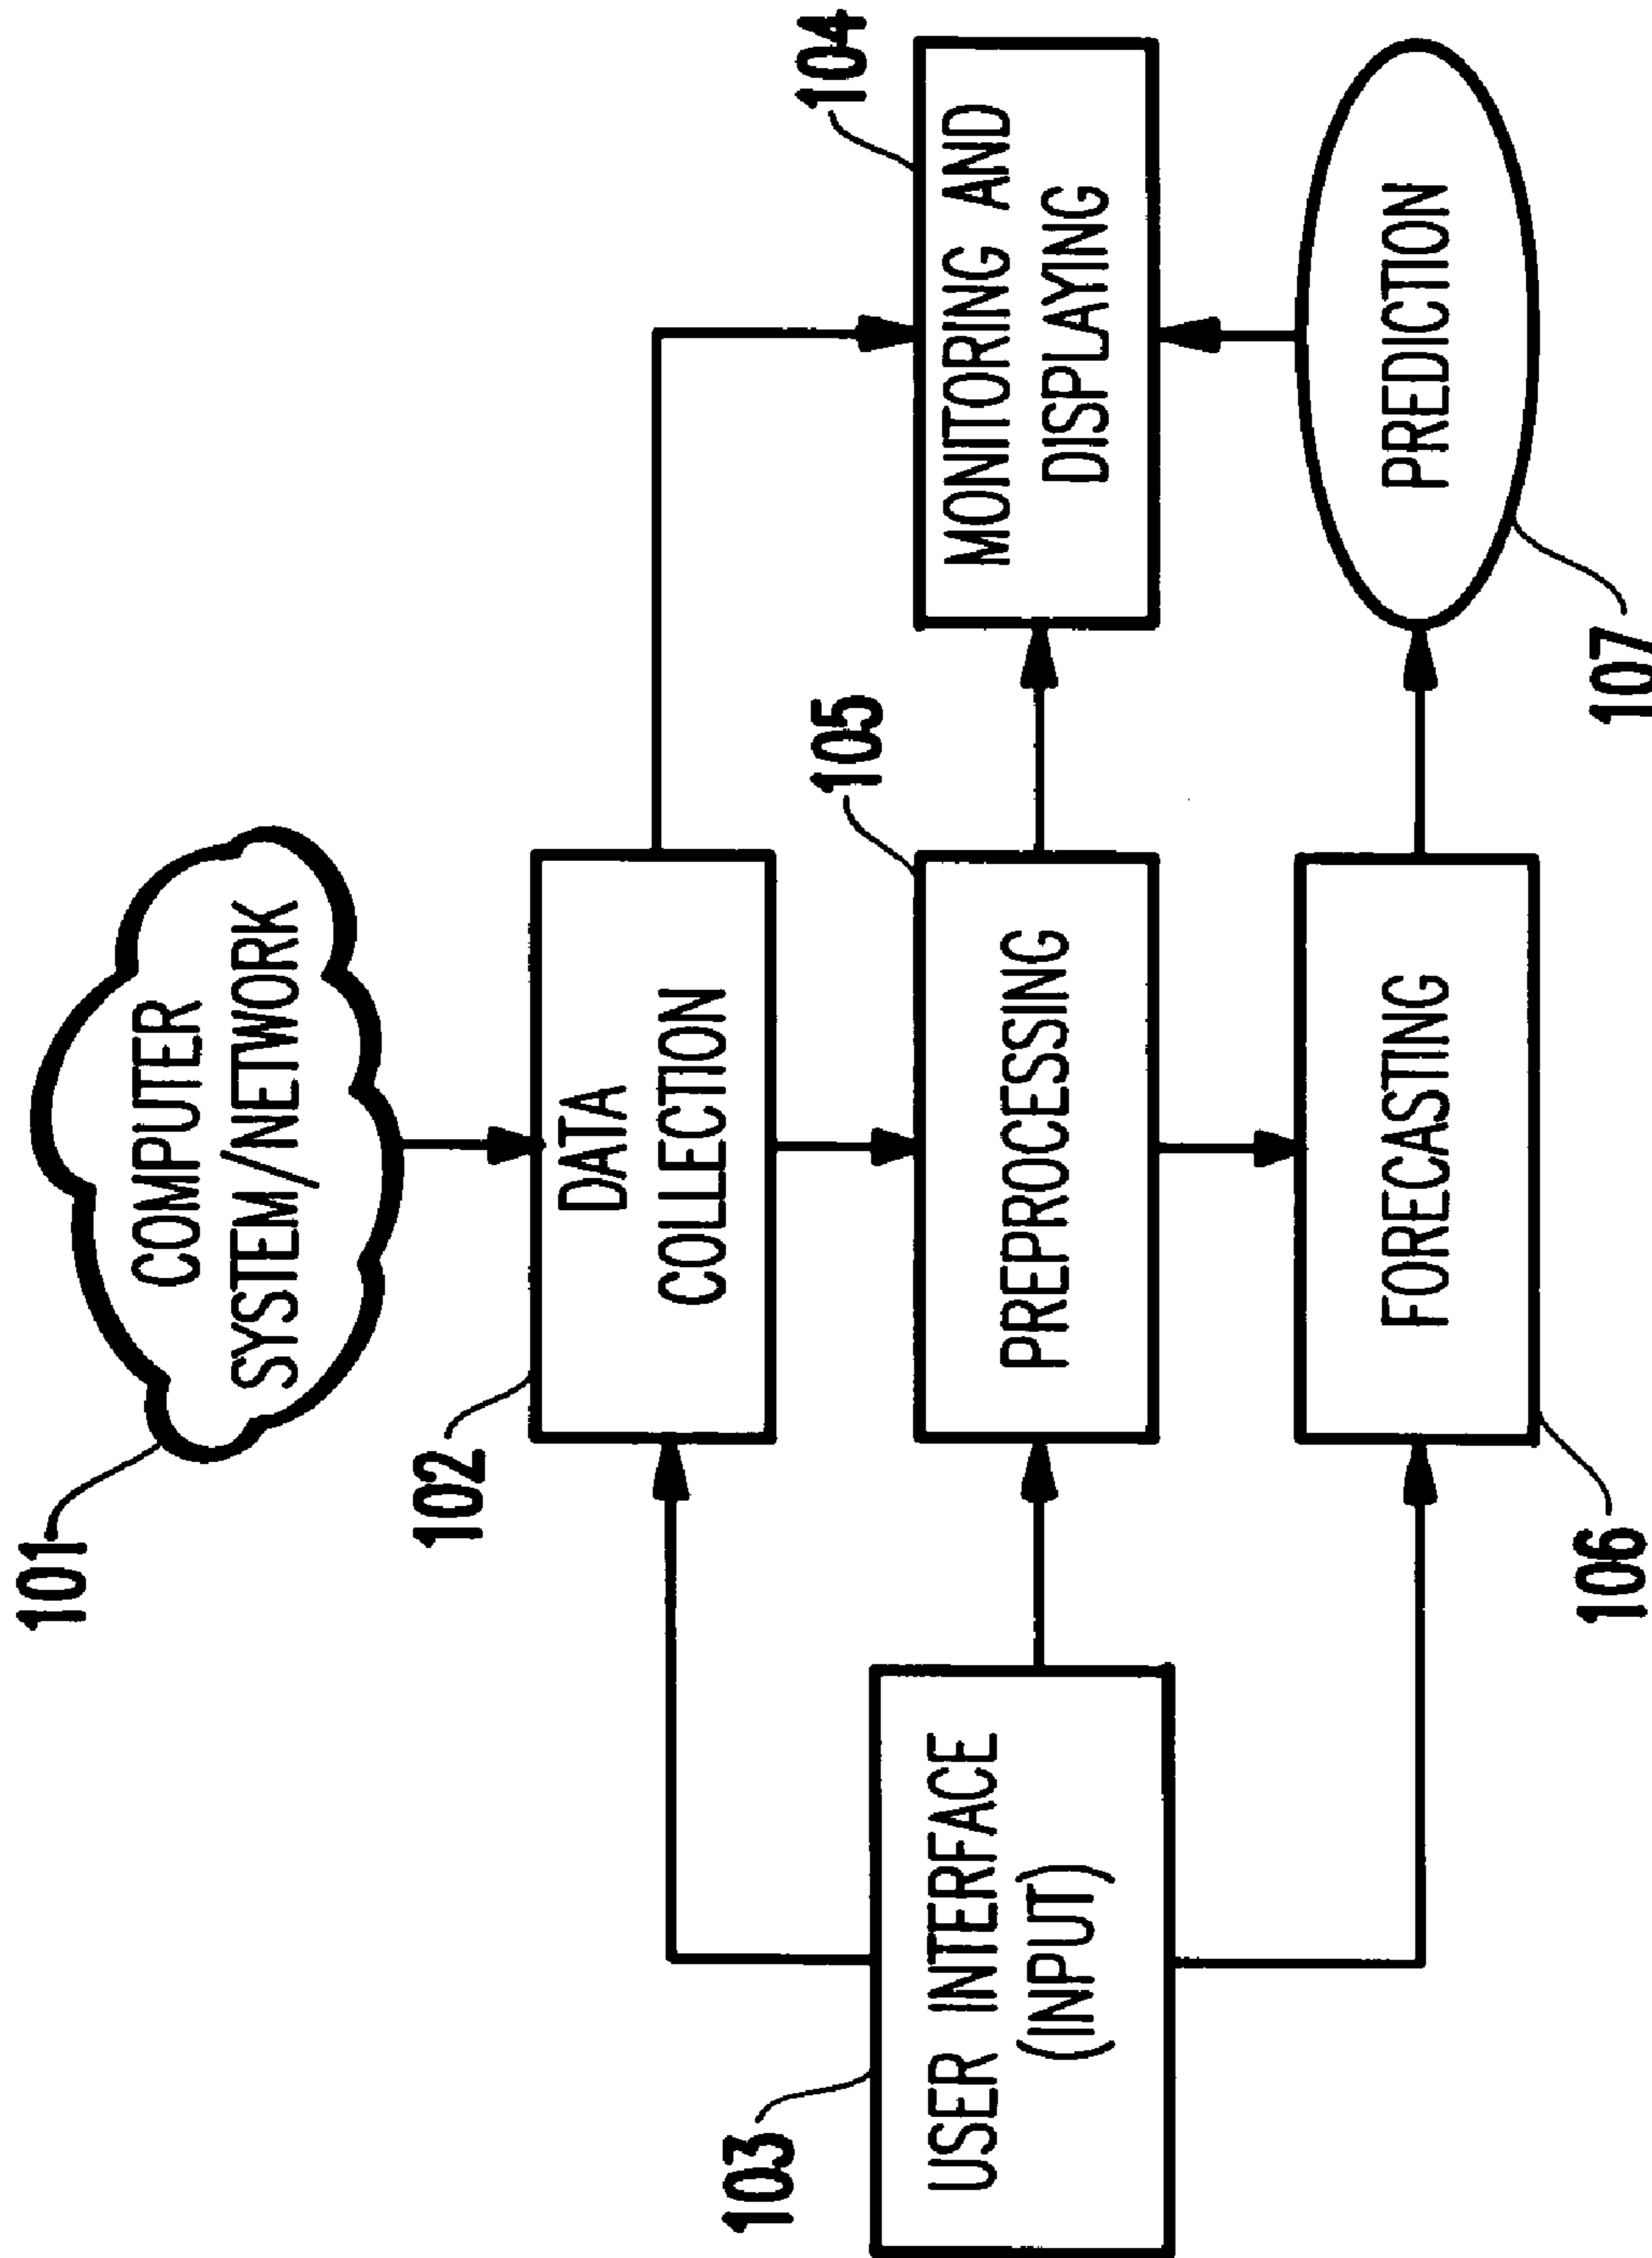 101
COMPUTER
SYSTEM/NETWORK
102
DATA
COLLECTION
103
USER INTERFACE
(INPUT)
105
PREPROCESSING
104
MONITORING AND
DISPLAYING
106
FORECASTING
PREDICTION
107